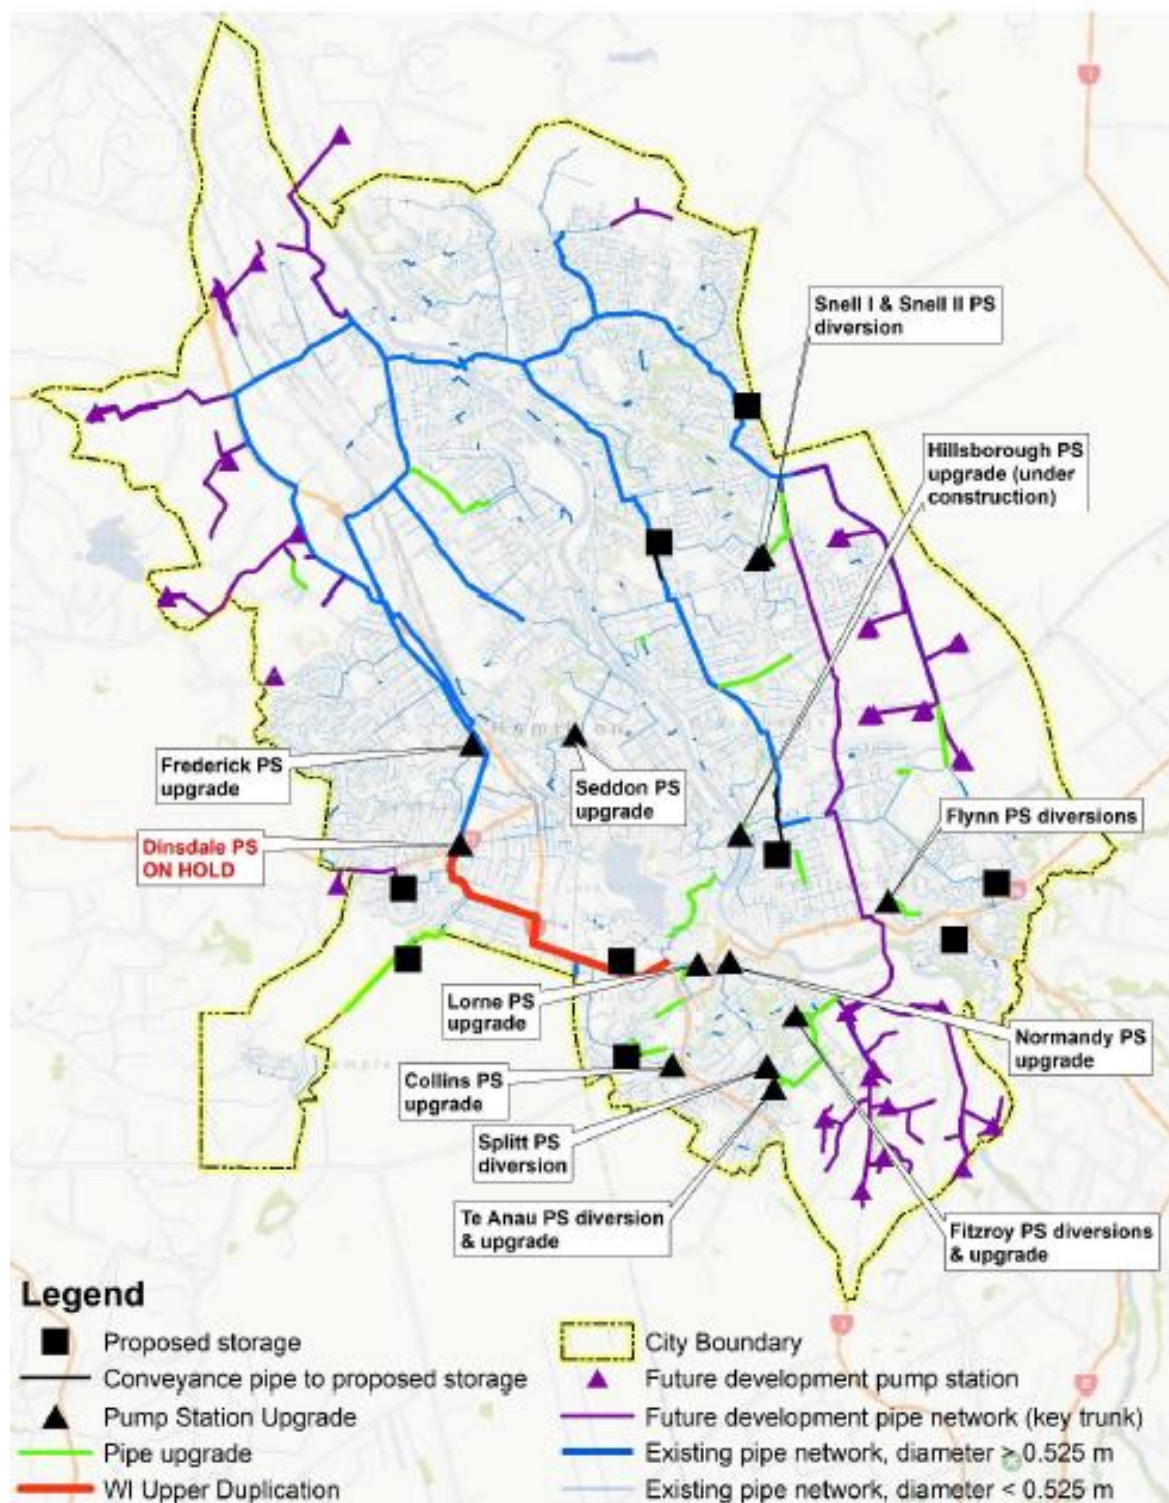 1
Snell I & Snell II PS
diversion
Hillsborough PS
upgrade (under
construction)
Hamilton
Frederick PS
upgrade
Seddon PS
upgrade
Flynn PS diversions
Dinsdale PS
ON HOLD
Lorne PS
upgrade
Normandy PS
upgrade
Collins PS
upgrade
Splitt PS
diversion
Te Anau PS diversion
& upgrade
Fitzroy PS diversions
& upgrade
Legend
Proposed storage
Conveyance pipe to proposed storage
Pump Station Upgrade
Pipe upgrade
WI Upper Duplication
City Boundary
Future development pump station
Future development pipe network (key trunk)
Existing pipe network, diameter > 0.525 m
Existing pipe network, diameter < 0.525 m